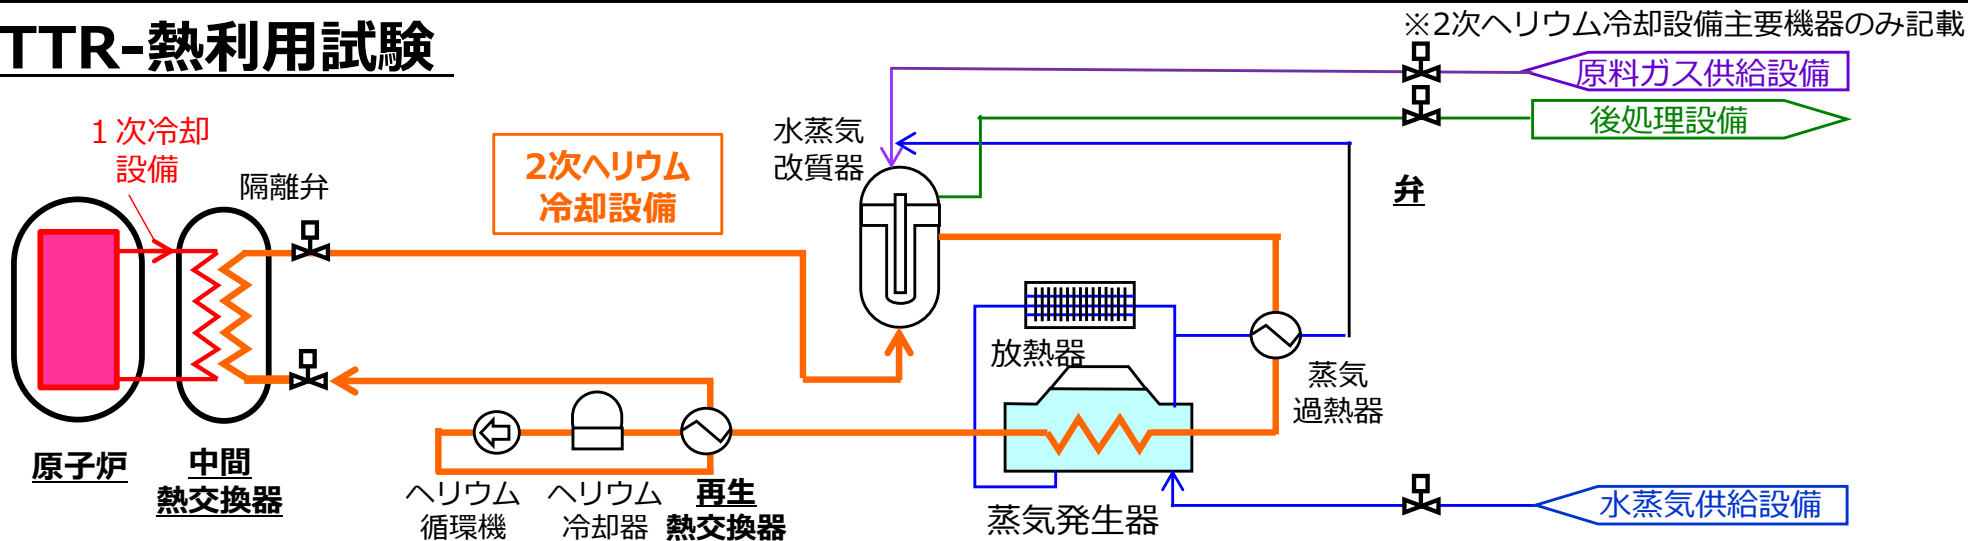 ※2次ヘリウム冷却設備主要機器のみ記載
TTR-熱利用試験
原料ガス供給設備
後処理設備
１次冷却
設備
隔離弁
2次ヘリウム
冷却設備
水蒸気
改質器
弁
放熱器
蒸気
過熱器
原子炉
中間
熱交換器
ヘリウム
循環機
ヘリウム
冷却器
再生
熱交換器
蒸気発生器
水蒸気供給設備